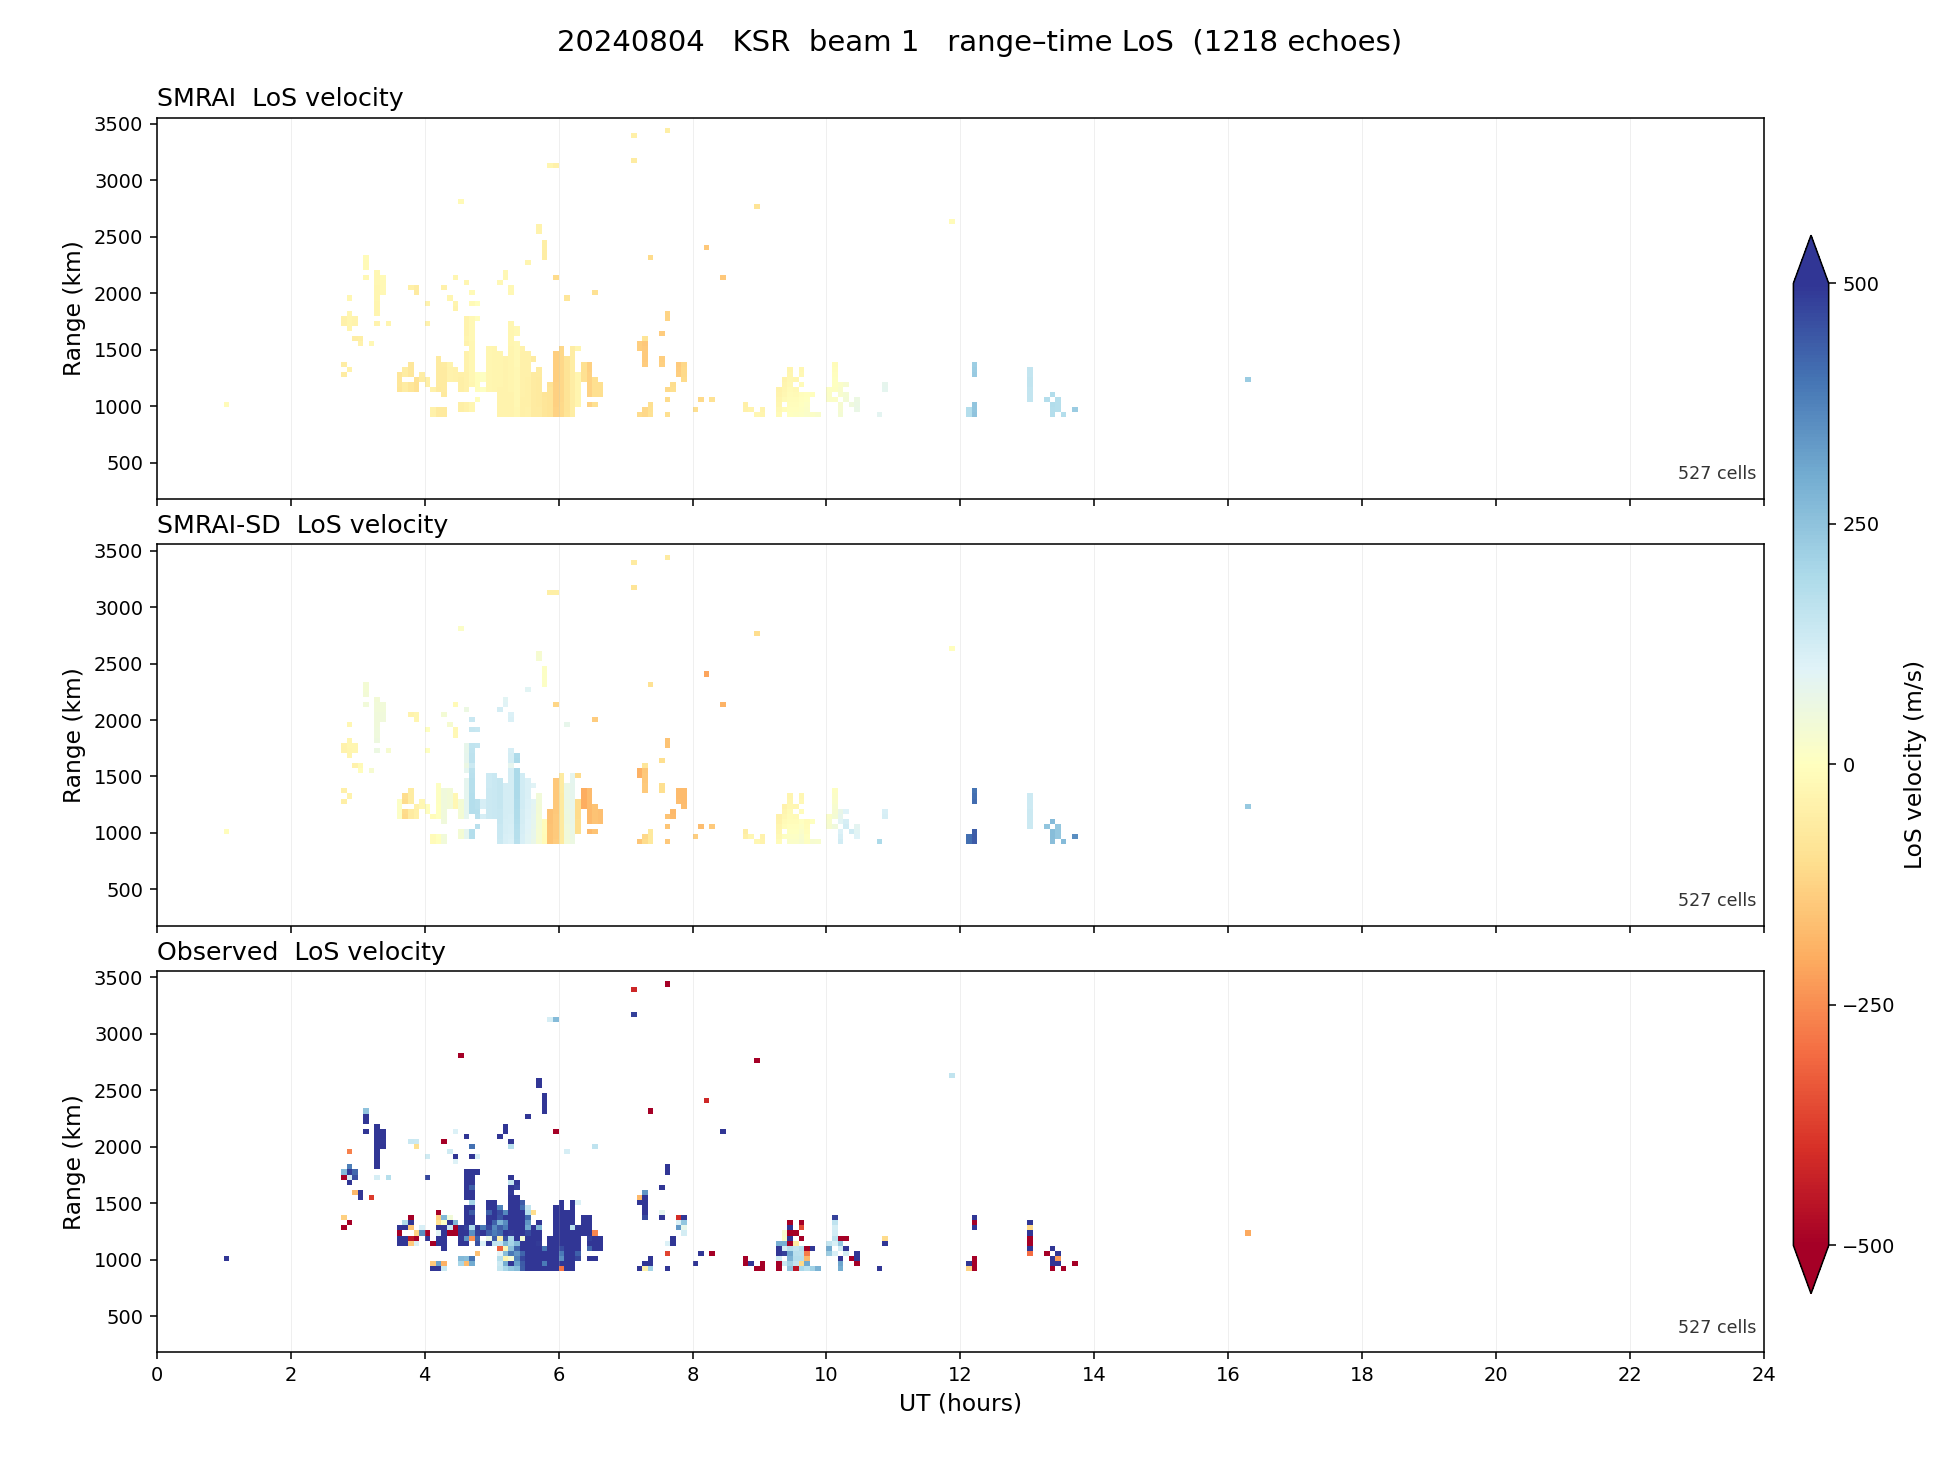 20240804   KSR  beam 1   range–time LoS  (1218 echoes)
SMRAI  LoS velocity
3500
3000
2500
2000
1500
1000
500
Range (km)
527 cells
SMRAI-SD  LoS velocity
3500
3000
2500
2000
1500
1000
500
Range (km)
527 cells
Observed  LoS velocity
3500
3000
2500
2000
1500
1000
500
Range (km)
527 cells
0 2 4 6 8 10 12 14 16 18 20 22 24
UT (hours)
500
250
0
−250
−500
LoS velocity (m/s)